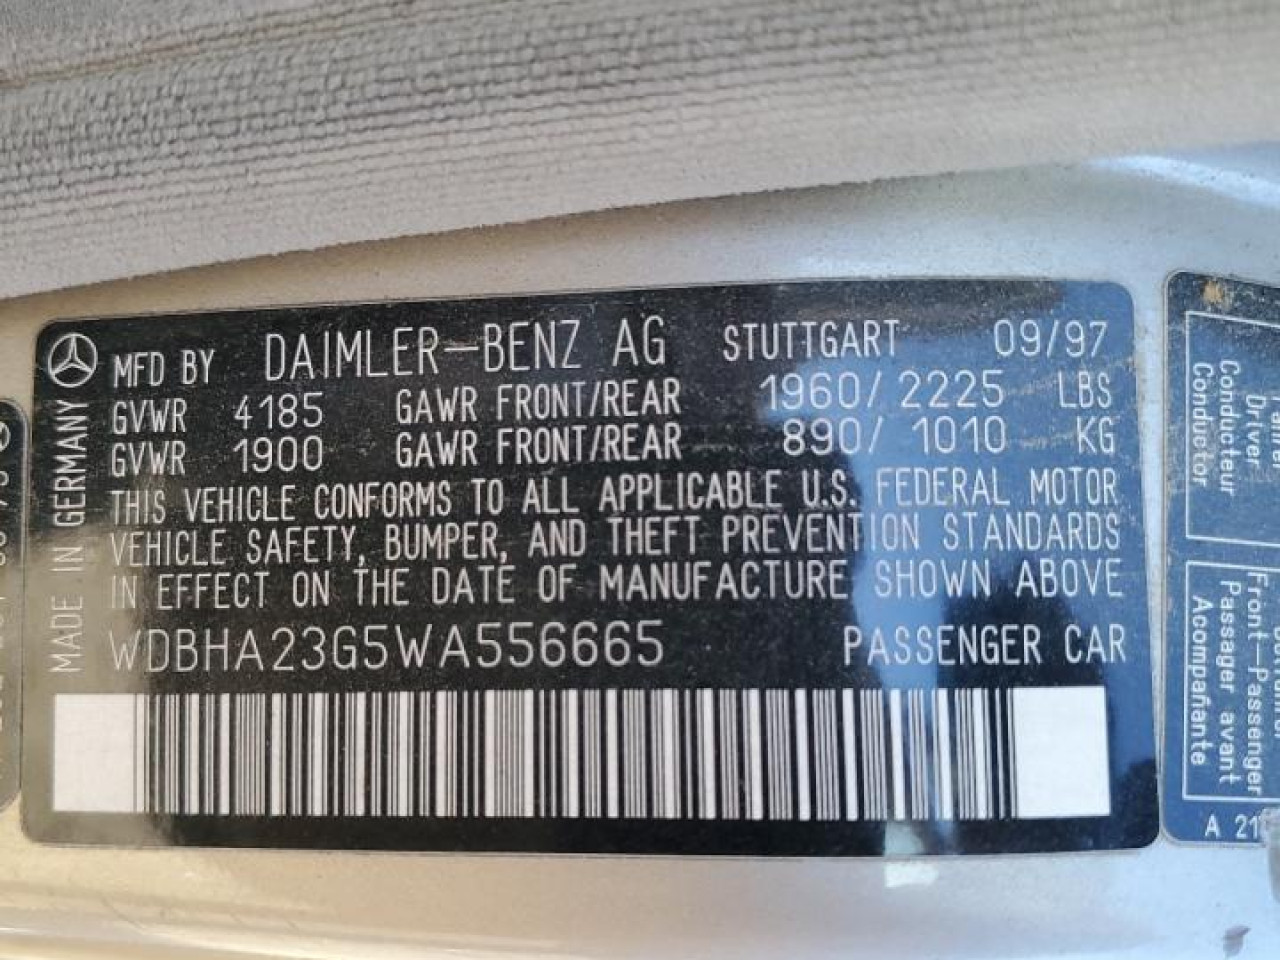 MFD BY DAIMLER-BENZ AG STUTTGART 09/97
GVWR 4185 GAWR FRONT/REAR 1960/2225 LBS
GVWR 1900 GAWR FRONT/REAR 890/1010 KG
THIS VEHICLE CONFORMS TO ALL APPLICABLE U.S. FEDERAL MOTOR
VEHICLE SAFETY, BUMPER, AND THEFT PREVENTION STANDARDS
IN EFFECT ON THE DATE OF MANUFACTURE SHOWN ABOVE
WDBHA23G5WA556665 PASSENGER CAR
MADE IN GERMANY
Fahrer
Driver
Conducteur
Conductor
Front-Passenger
Passager avant
Acompañante
A 21